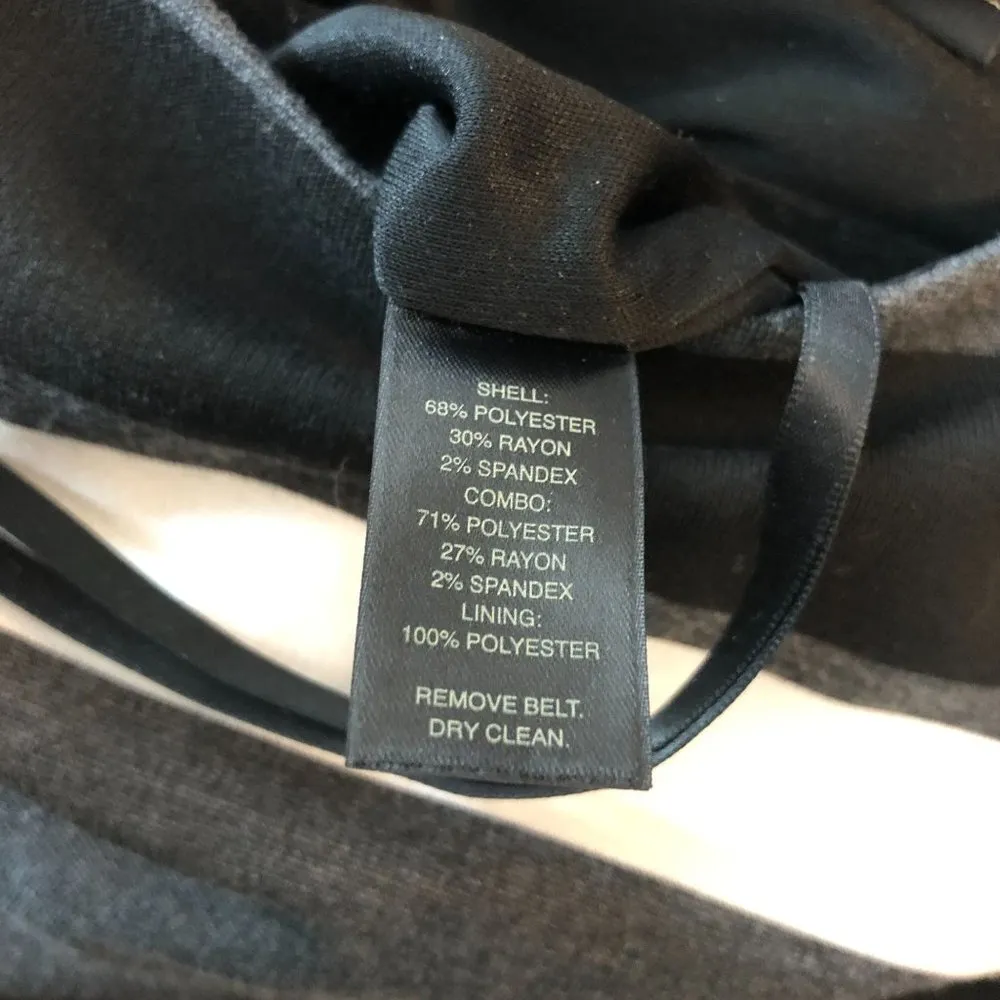 SHELL:
68% POLYESTER
30% RAYON
2% SPANDEX
COMBO:
71% POLYESTER
27% RAYON
2% SPANDEX
LINING:
100% POLYESTER
REMOVE BELT.
DRY CLEAN.